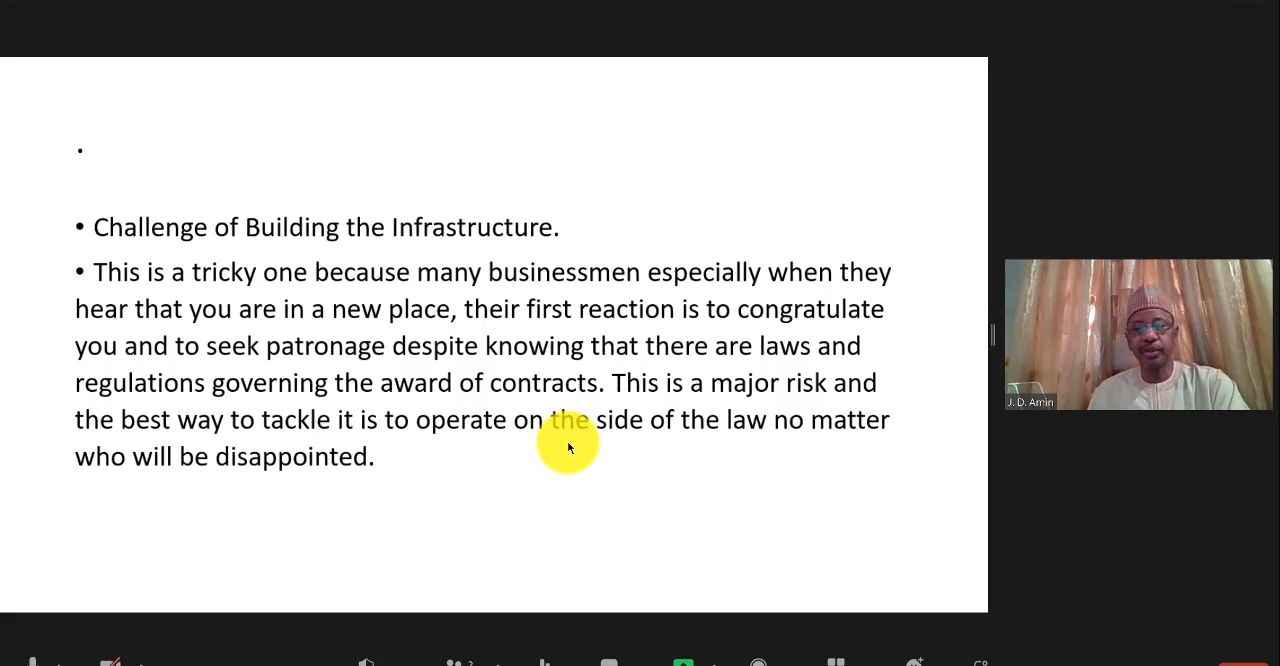 .
• Challenge of Building the Infrastructure.
• This is a tricky one because many businessmen especially when they
hear that you are in a new place, their first reaction is to congratulate
you and to seek patronage despite knowing that there are laws and
regulations governing the award of contracts. This is a major risk and
the best way to tackle it is to operate on the side of the law no matter
who will be disappointed.
J. D. Amin